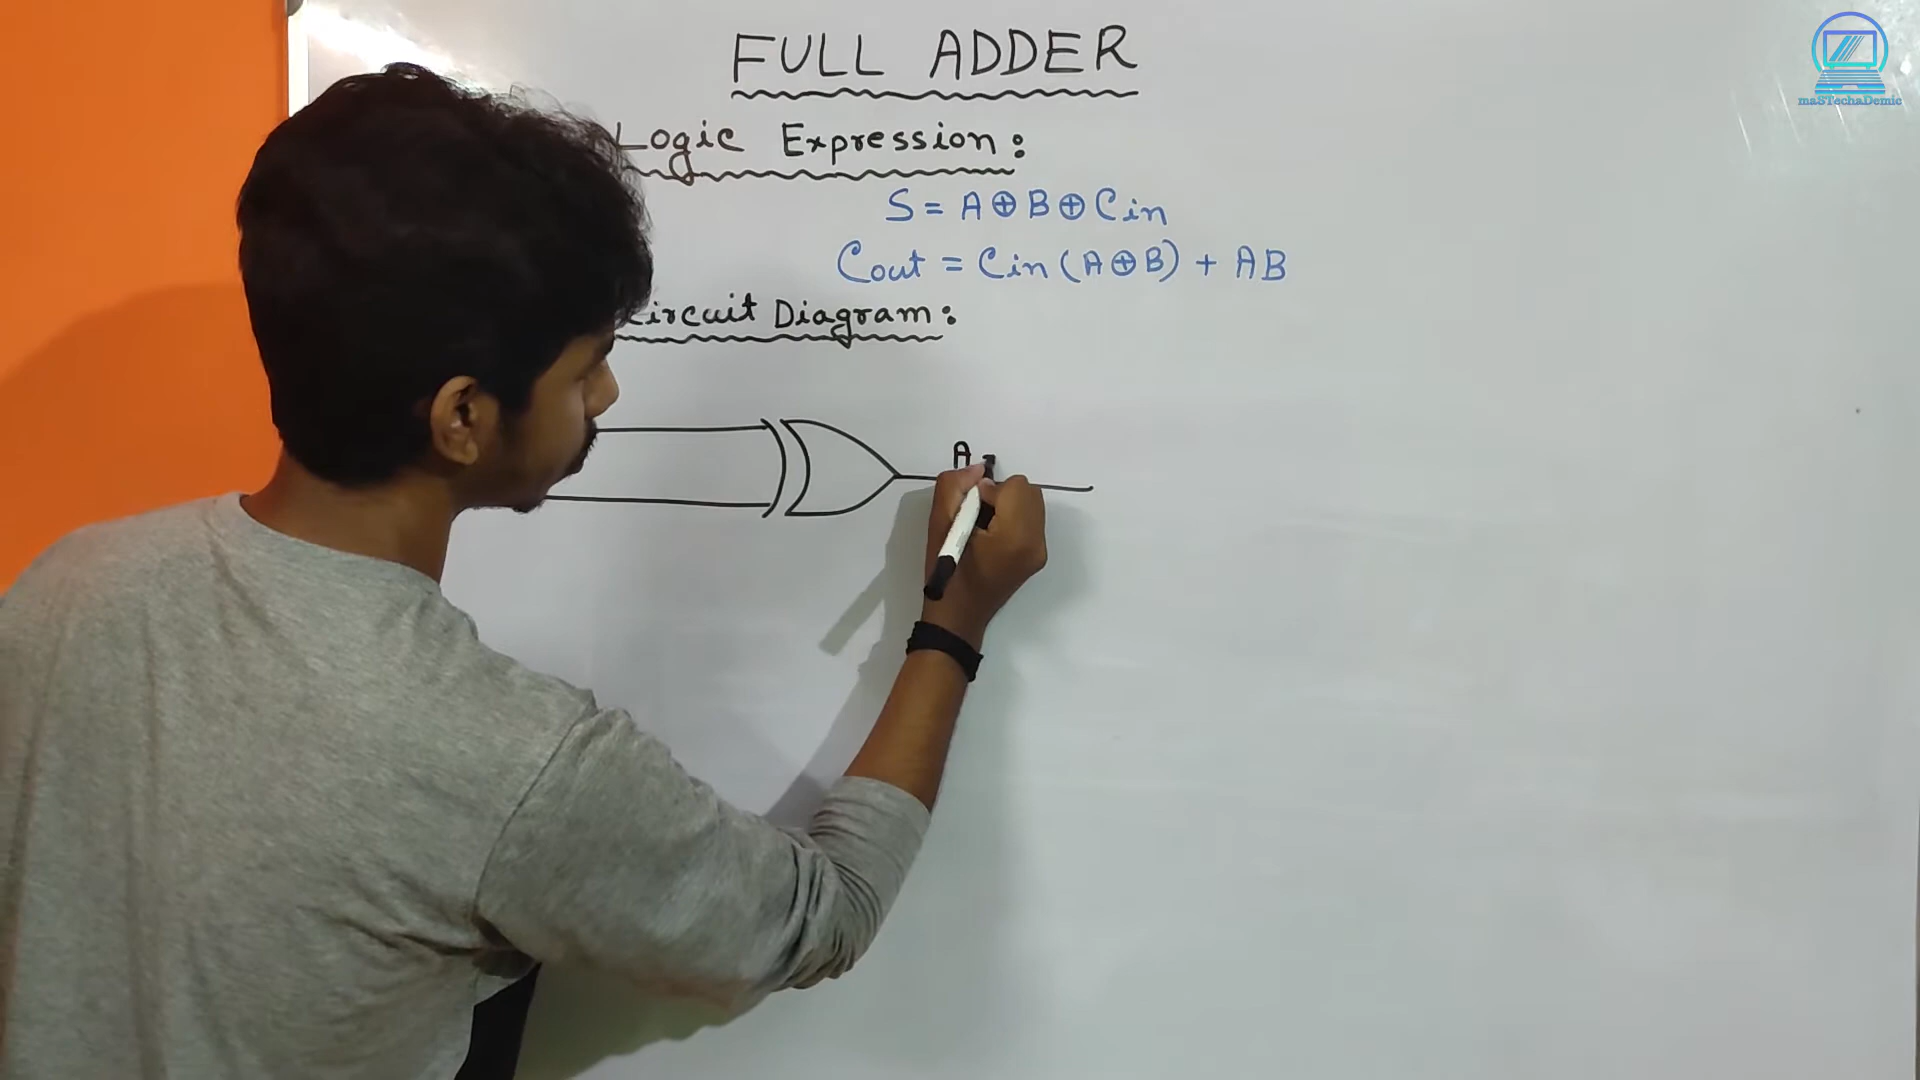 FULL ADDER
maSTechaDemic
Logic Expression:
S = A⊕B⊕Cin
Cout = Cin(A⊕B) + AB
Circuit Diagram:
A